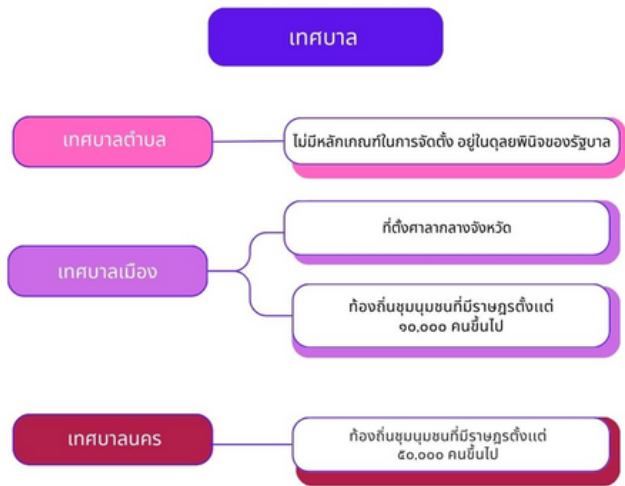 เทศบาล
เทศบาลตำบล
ไม่มีหลักเกณฑ์ในการจัดตั้ง อยู่ในดุลยพินิจของรัฐบาล
เทศบาลเมือง
ที่ตั้งศาลากลางจังหวัด
ท้องถิ่นชุมนุมชนที่มีราษฎรตั้งแต่
๑๐,๐๐๐ คนขึ้นไป
เทศบาลนคร
ท้องถิ่นชุมนุมชนที่มีราษฎรตั้งแต่
๕๐,๐๐๐ คนขึ้นไป